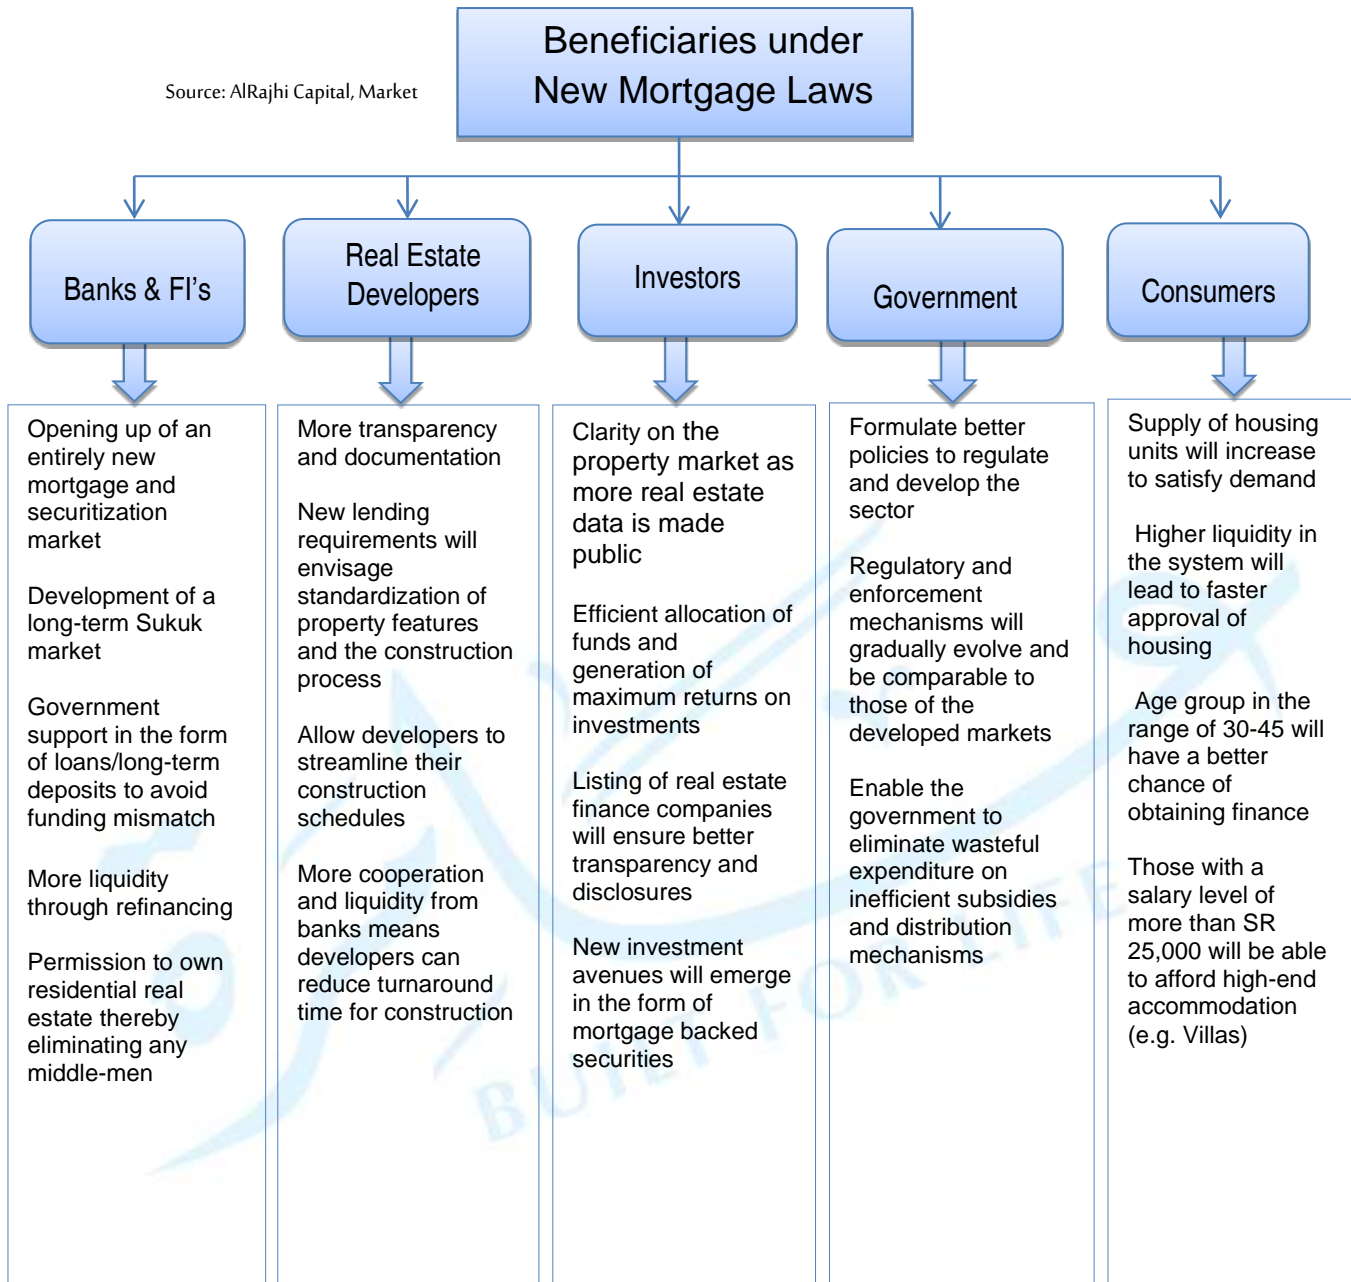 Beneficiaries under
New Mortgage Laws
Source: AlRajhi Capital, Market
Banks & FI's
Real Estate
Developers
Investors
Government
Consumers
Opening up of an
entirely new
mortgage and
securitization
market
Development of a
long-term Sukuk
market
Government
support in the form
of loans/long-term
deposits to avoid
funding mismatch
More liquidity
through refinancing
Permission to own
residential real
estate thereby
eliminating any
middle-men
More transparency
and documentation
New lending
requirements will
envisage
standardization of
property features
and the construction
process
Allow developers to
streamline their
construction
schedules
More cooperation
and liquidity from
banks means
developers can
reduce turnaround
time for construction
Clarity on the
property market as
more real estate
data is made
public
Efficient allocation of
funds and
generation of
maximum returns on
investments
Listing of real estate
finance companies
will ensure better
transparency and
disclosures
New investment
avenues will emerge
in the form of
mortgage backed
securities
Formulate better
policies to regulate
and develop the
sector
Regulatory and
enforcement
mechanisms will
gradually evolve and
be comparable to
those of the
developed markets
Enable the
government to
eliminate wasteful
expenditure on
inefficient subsidies
and distribution
mechanisms
Supply of housing
units will increase
to satisfy demand
Higher liquidity in
the system will
lead to faster
approval of
housing
Age group in the
range of 30-45 will
have a better
chance of
obtaining finance
Those with a
salary level of
more than SR
25,000 will be able
to afford high-end
accommodation
(e.g. Villas)
BUILT FOR LIFE